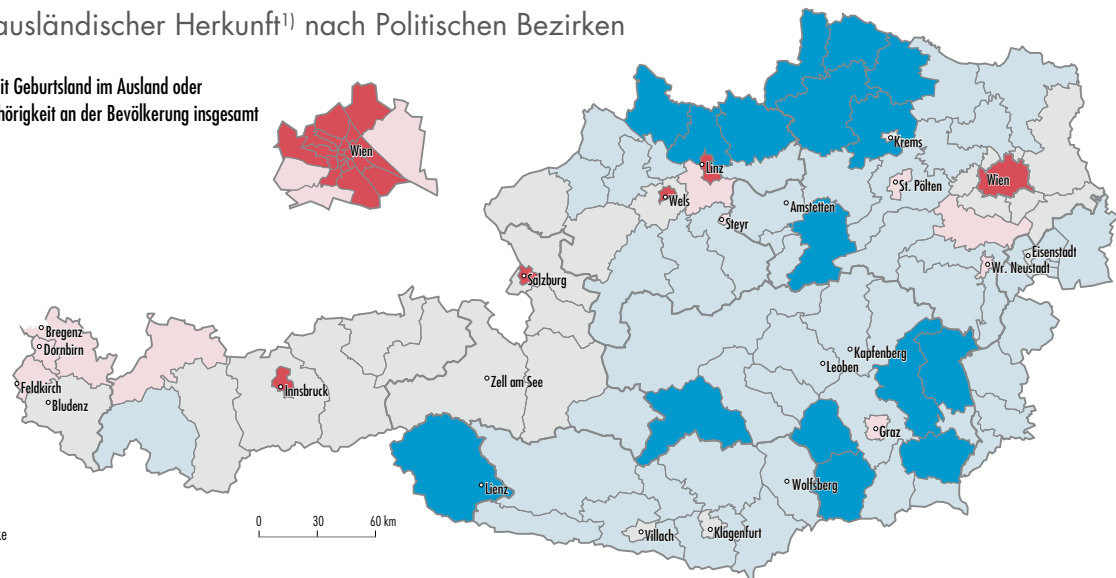 ausländischer Herkunft1) nach Politischen Bezirken
it Geburtsland im Ausland oder
hörigkeit an der Bevölkerung insgesamt
Wien
Krems
Linz
St. Pölten
Wien
Wels
Amstetten
Steyr
Eisenstadt
Wr. Neustadt
Salzburg
Bregenz
Dornbirn
Kapfenberg
Leoben
Zell am See
Feldkirch
Innsbruck
Bludenz
Graz
Wolfsberg
Lienz
0 30 60 km
Villach
Klagenfurt